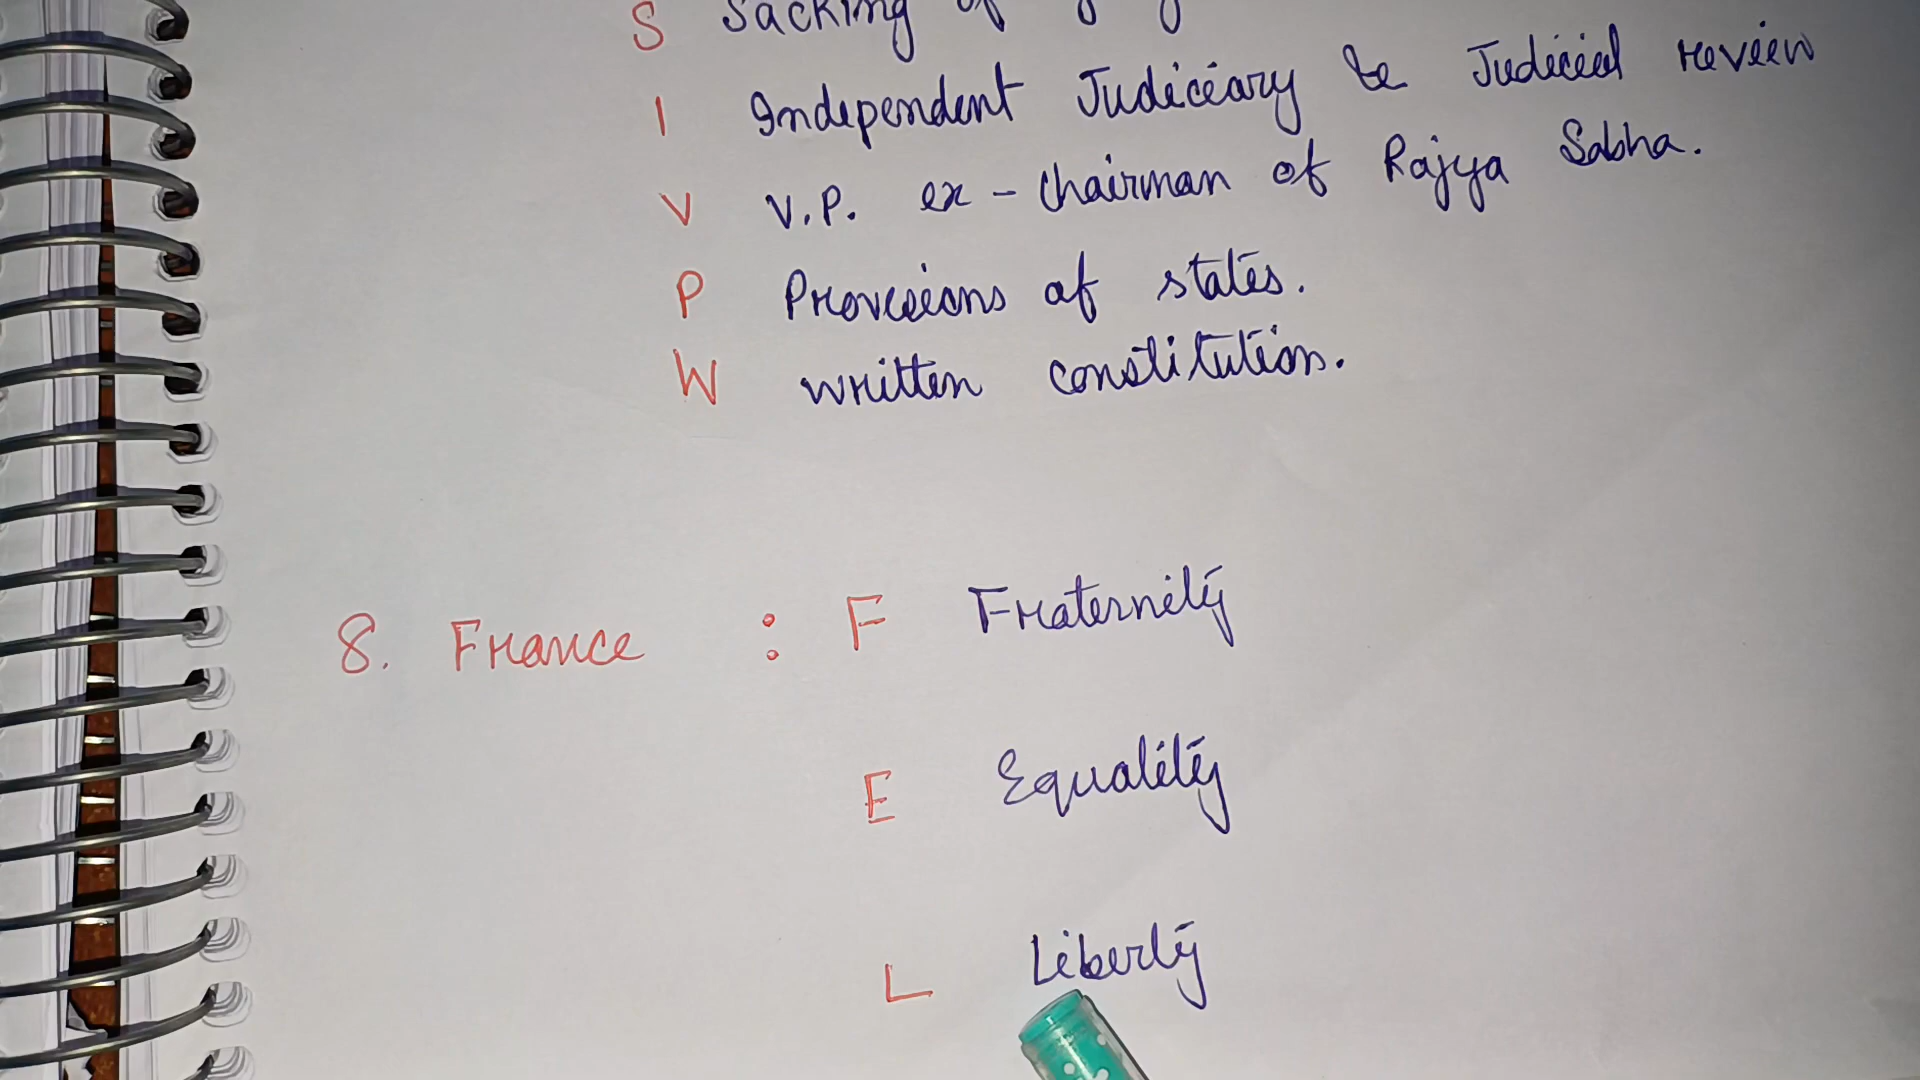 S Sacking of
I Independent Judiciary & Judicial review
V V.P. ex - Chairman of Rajya Sabha.
P Provisions of states.
W written constitution.
8. France : F Fraternity
E Equality
L Liberty